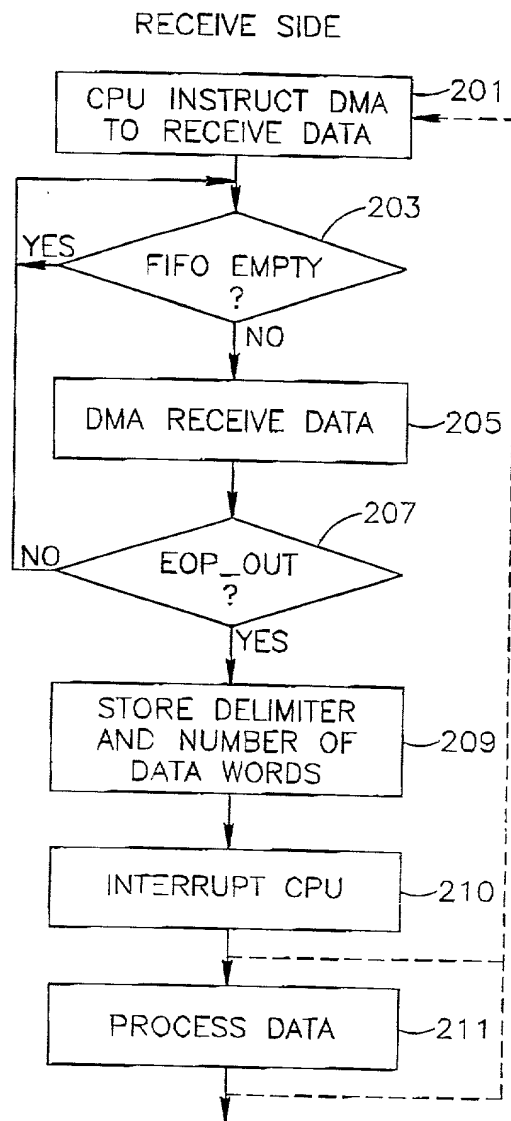 RECEIVE SIDE
CPU INSTRUCT DMA
TO RECEIVE DATA
201
203
YES
FIFO EMPTY
?
NO
DMA RECEIVE DATA
205
207
NO
EOP_OUT
?
YES
STORE DELIMITER
AND NUMBER OF
DATA WORDS
209
INTERRUPT CPU
210
PROCESS DATA
211